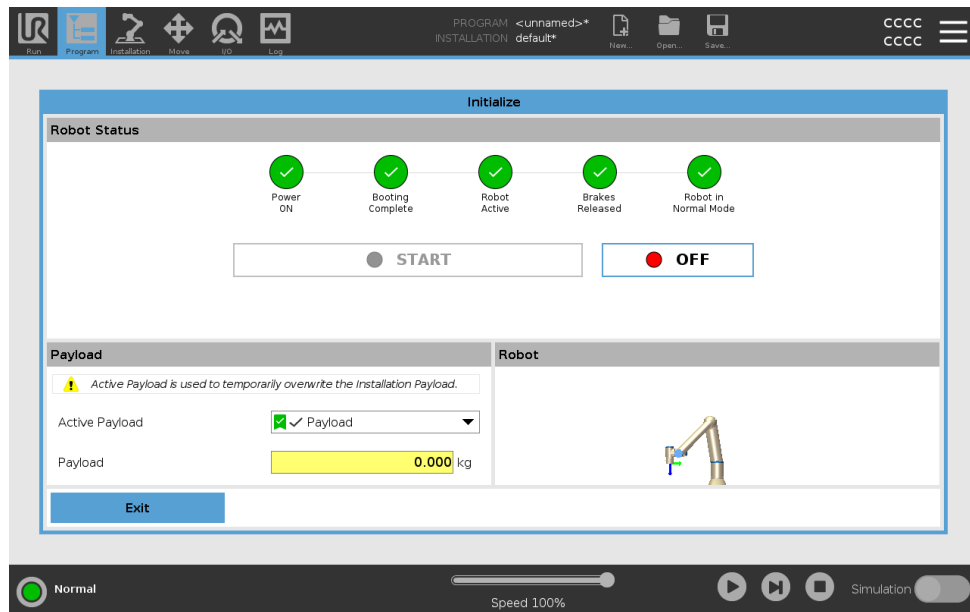 PROGRAM <unnamed>*
INSTALLATION default*
CCCC
CCCC
Run
Program
Installation
Move
I/O
Log
New...
Open...
Save...
Initialize
Robot Status
Power
ON
Booting
Complete
Robot
Active
Brakes
Released
Robot in
Normal Mode
START
OFF
Payload
Robot
Active Payload is used to temporarily overwrite the Installation Payload.
Active Payload
Payload
Payload
0.000 kg
Exit
Normal
Speed 100%
Simulation